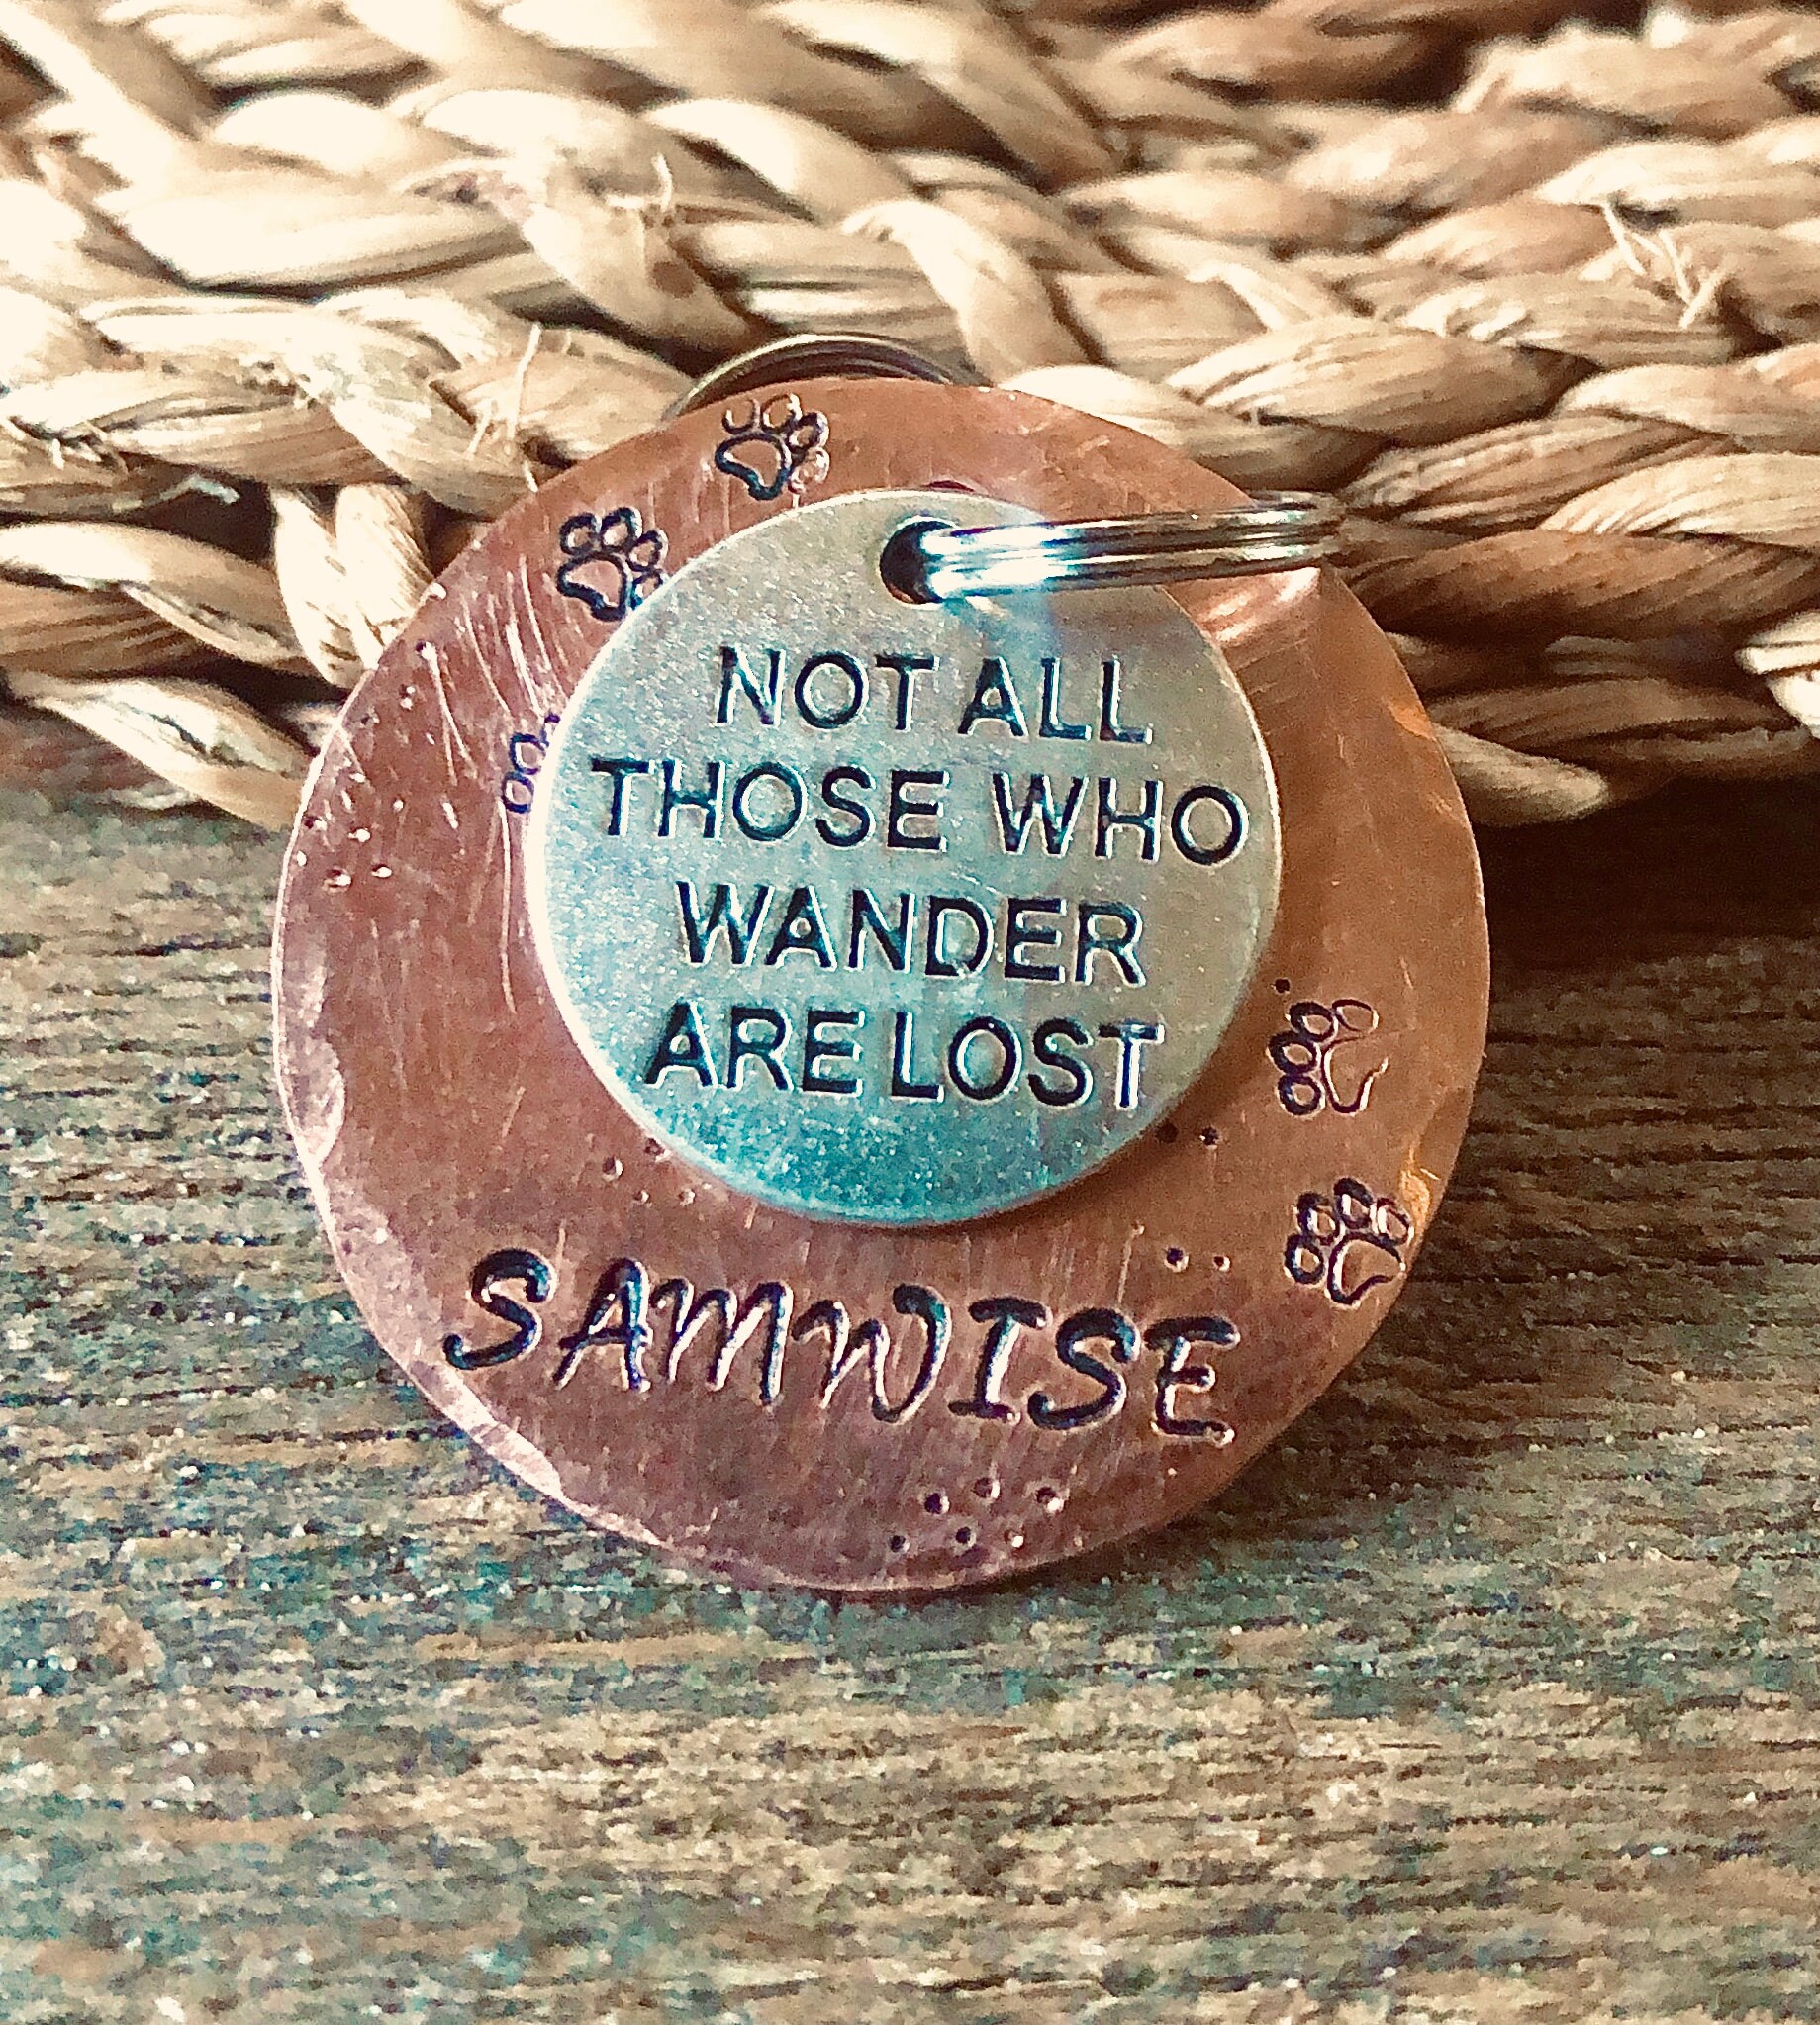 NOT ALL
THOSE WHO
WANDER
ARE LOST
SAMWISE